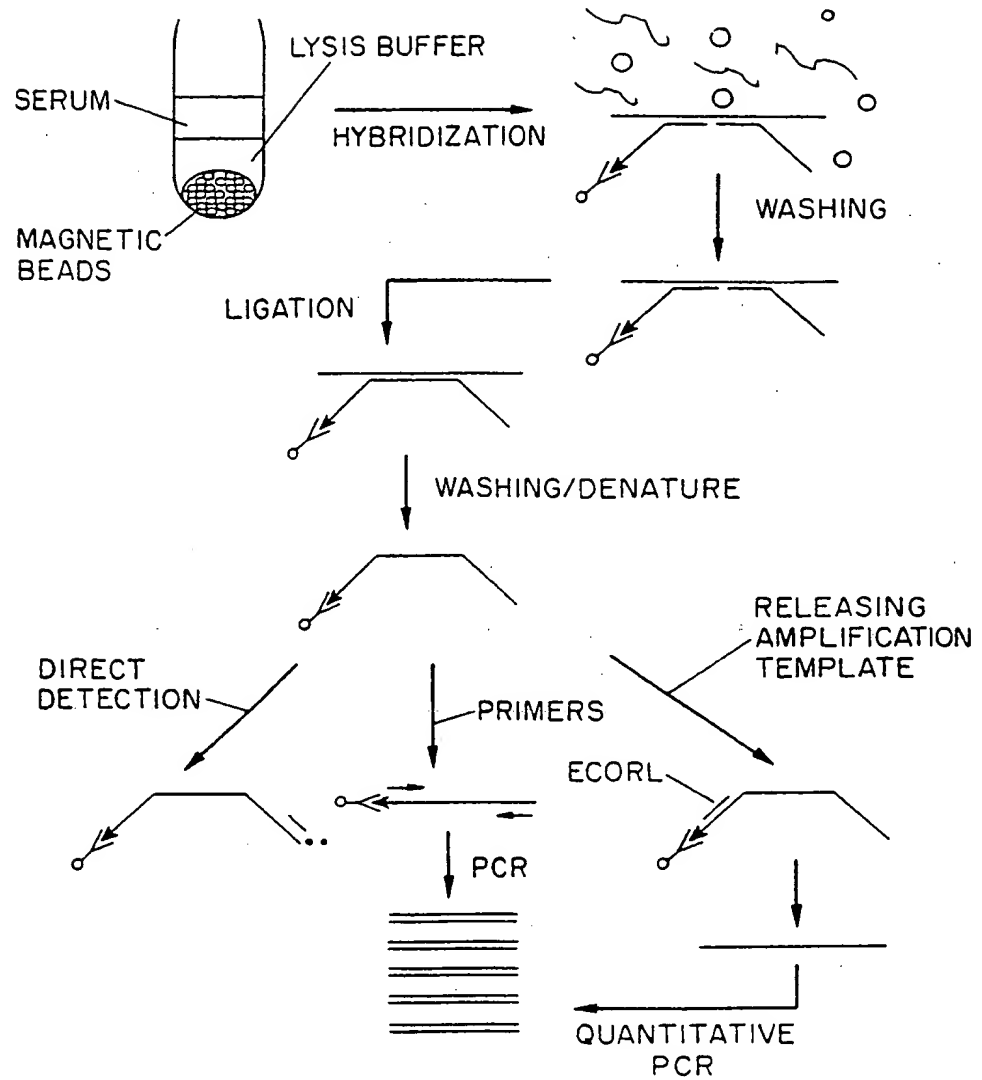 LYSIS BUFFER
SERUM
HYBRIDIZATION
MAGNETIC
BEADS
WASHING
LIGATION
WASHING/DENATURE
RELEASING
AMPLIFICATION
TEMPLATE
DIRECT
DETECTION
PRIMERS
ECORL
PCR
QUANTITATIVE
PCR